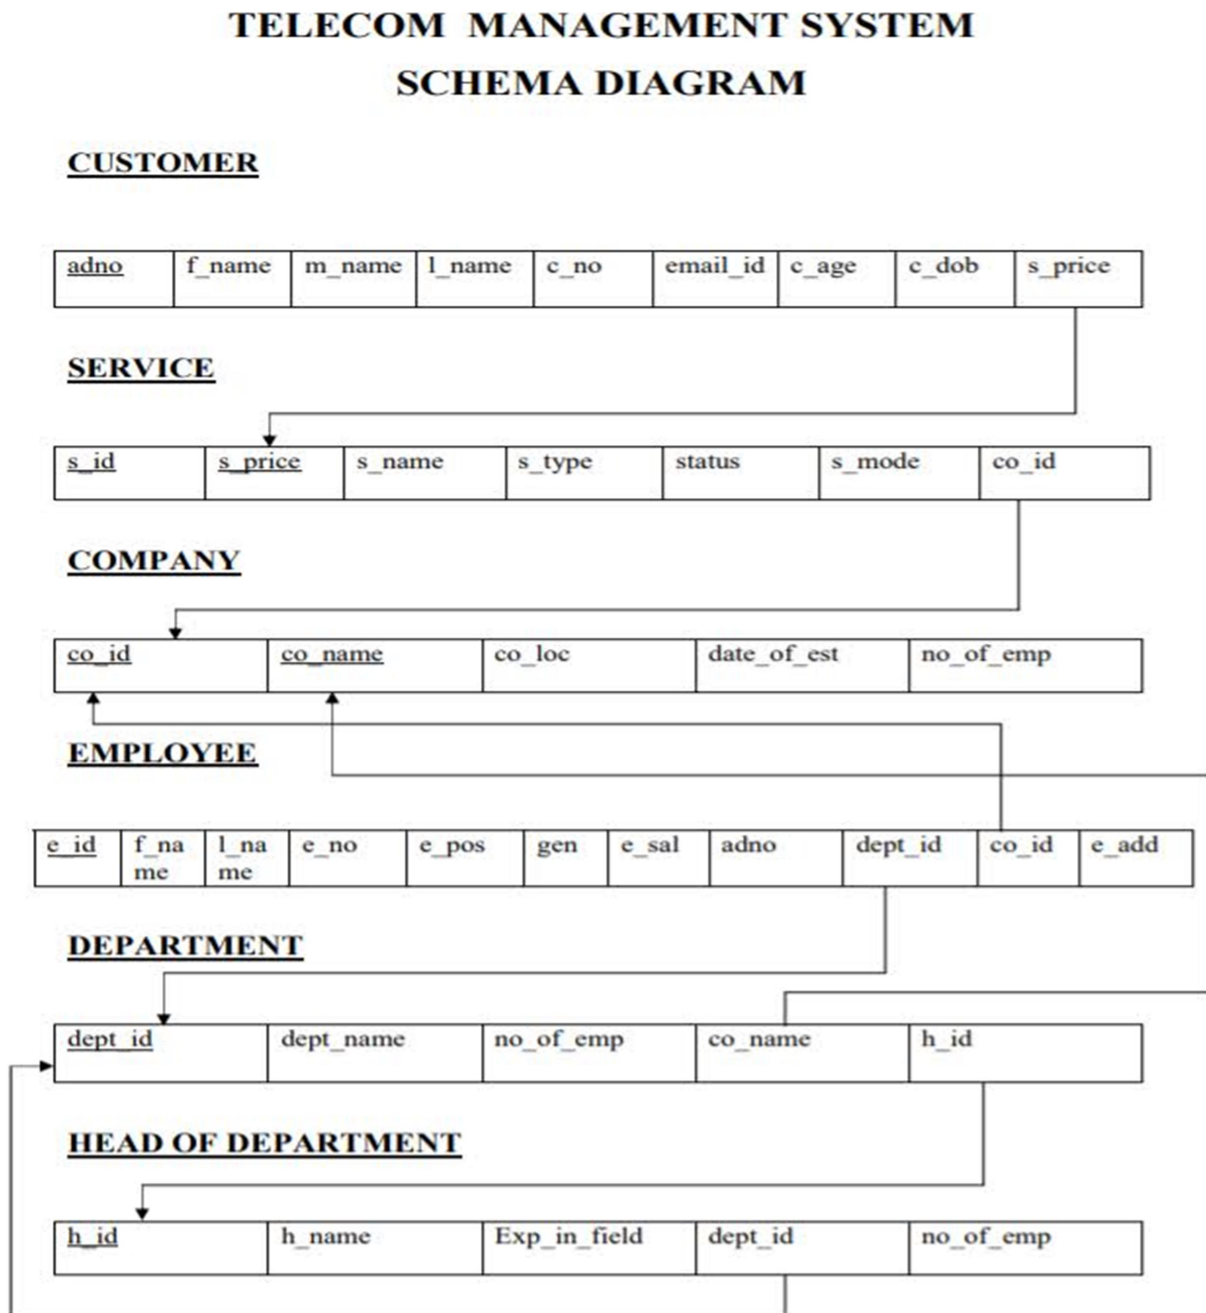 TELECOM MANAGEMENT SYSTEM
SCHEMA DIAGRAM
CUSTOMER
adno f_name m_name l_name c_no email_id c_age c_dob s_price
SERVICE
s_id s_price s_name s_type status s_mode co_id
COMPANY
co_id co_name co_loc date_of_est no_of_emp
EMPLOYEE
e_id f_na l_na e_no e_pos gen e_sal adno dept_id co_id e_add
me me
DEPARTMENT
dept_id dept_name no_of_emp co_name h_id
HEAD OF DEPARTMENT
h_id h_name Exp_in_field dept_id no_of_emp